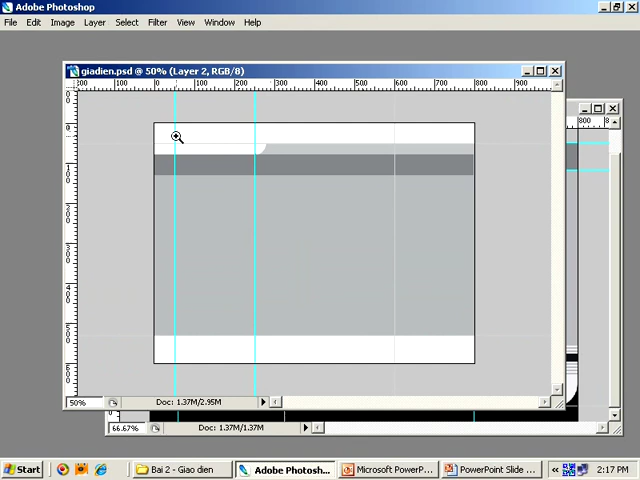 Adobe Photoshop
File Edit Image Layer Select Filter View Window Help
giadien.psd @ 50% (Layer 2, RGB/8)
200 100 0 100 200 300 400 500 600 700 800 900
800
50% Doc: 1.37M/2.95M
66.67% Doc: 1.37M/1.37M
Start Bai 2 - Giao dien Adobe Photosh... Microsoft PowerP... PowerPoint Slide ... « 2:17 PM